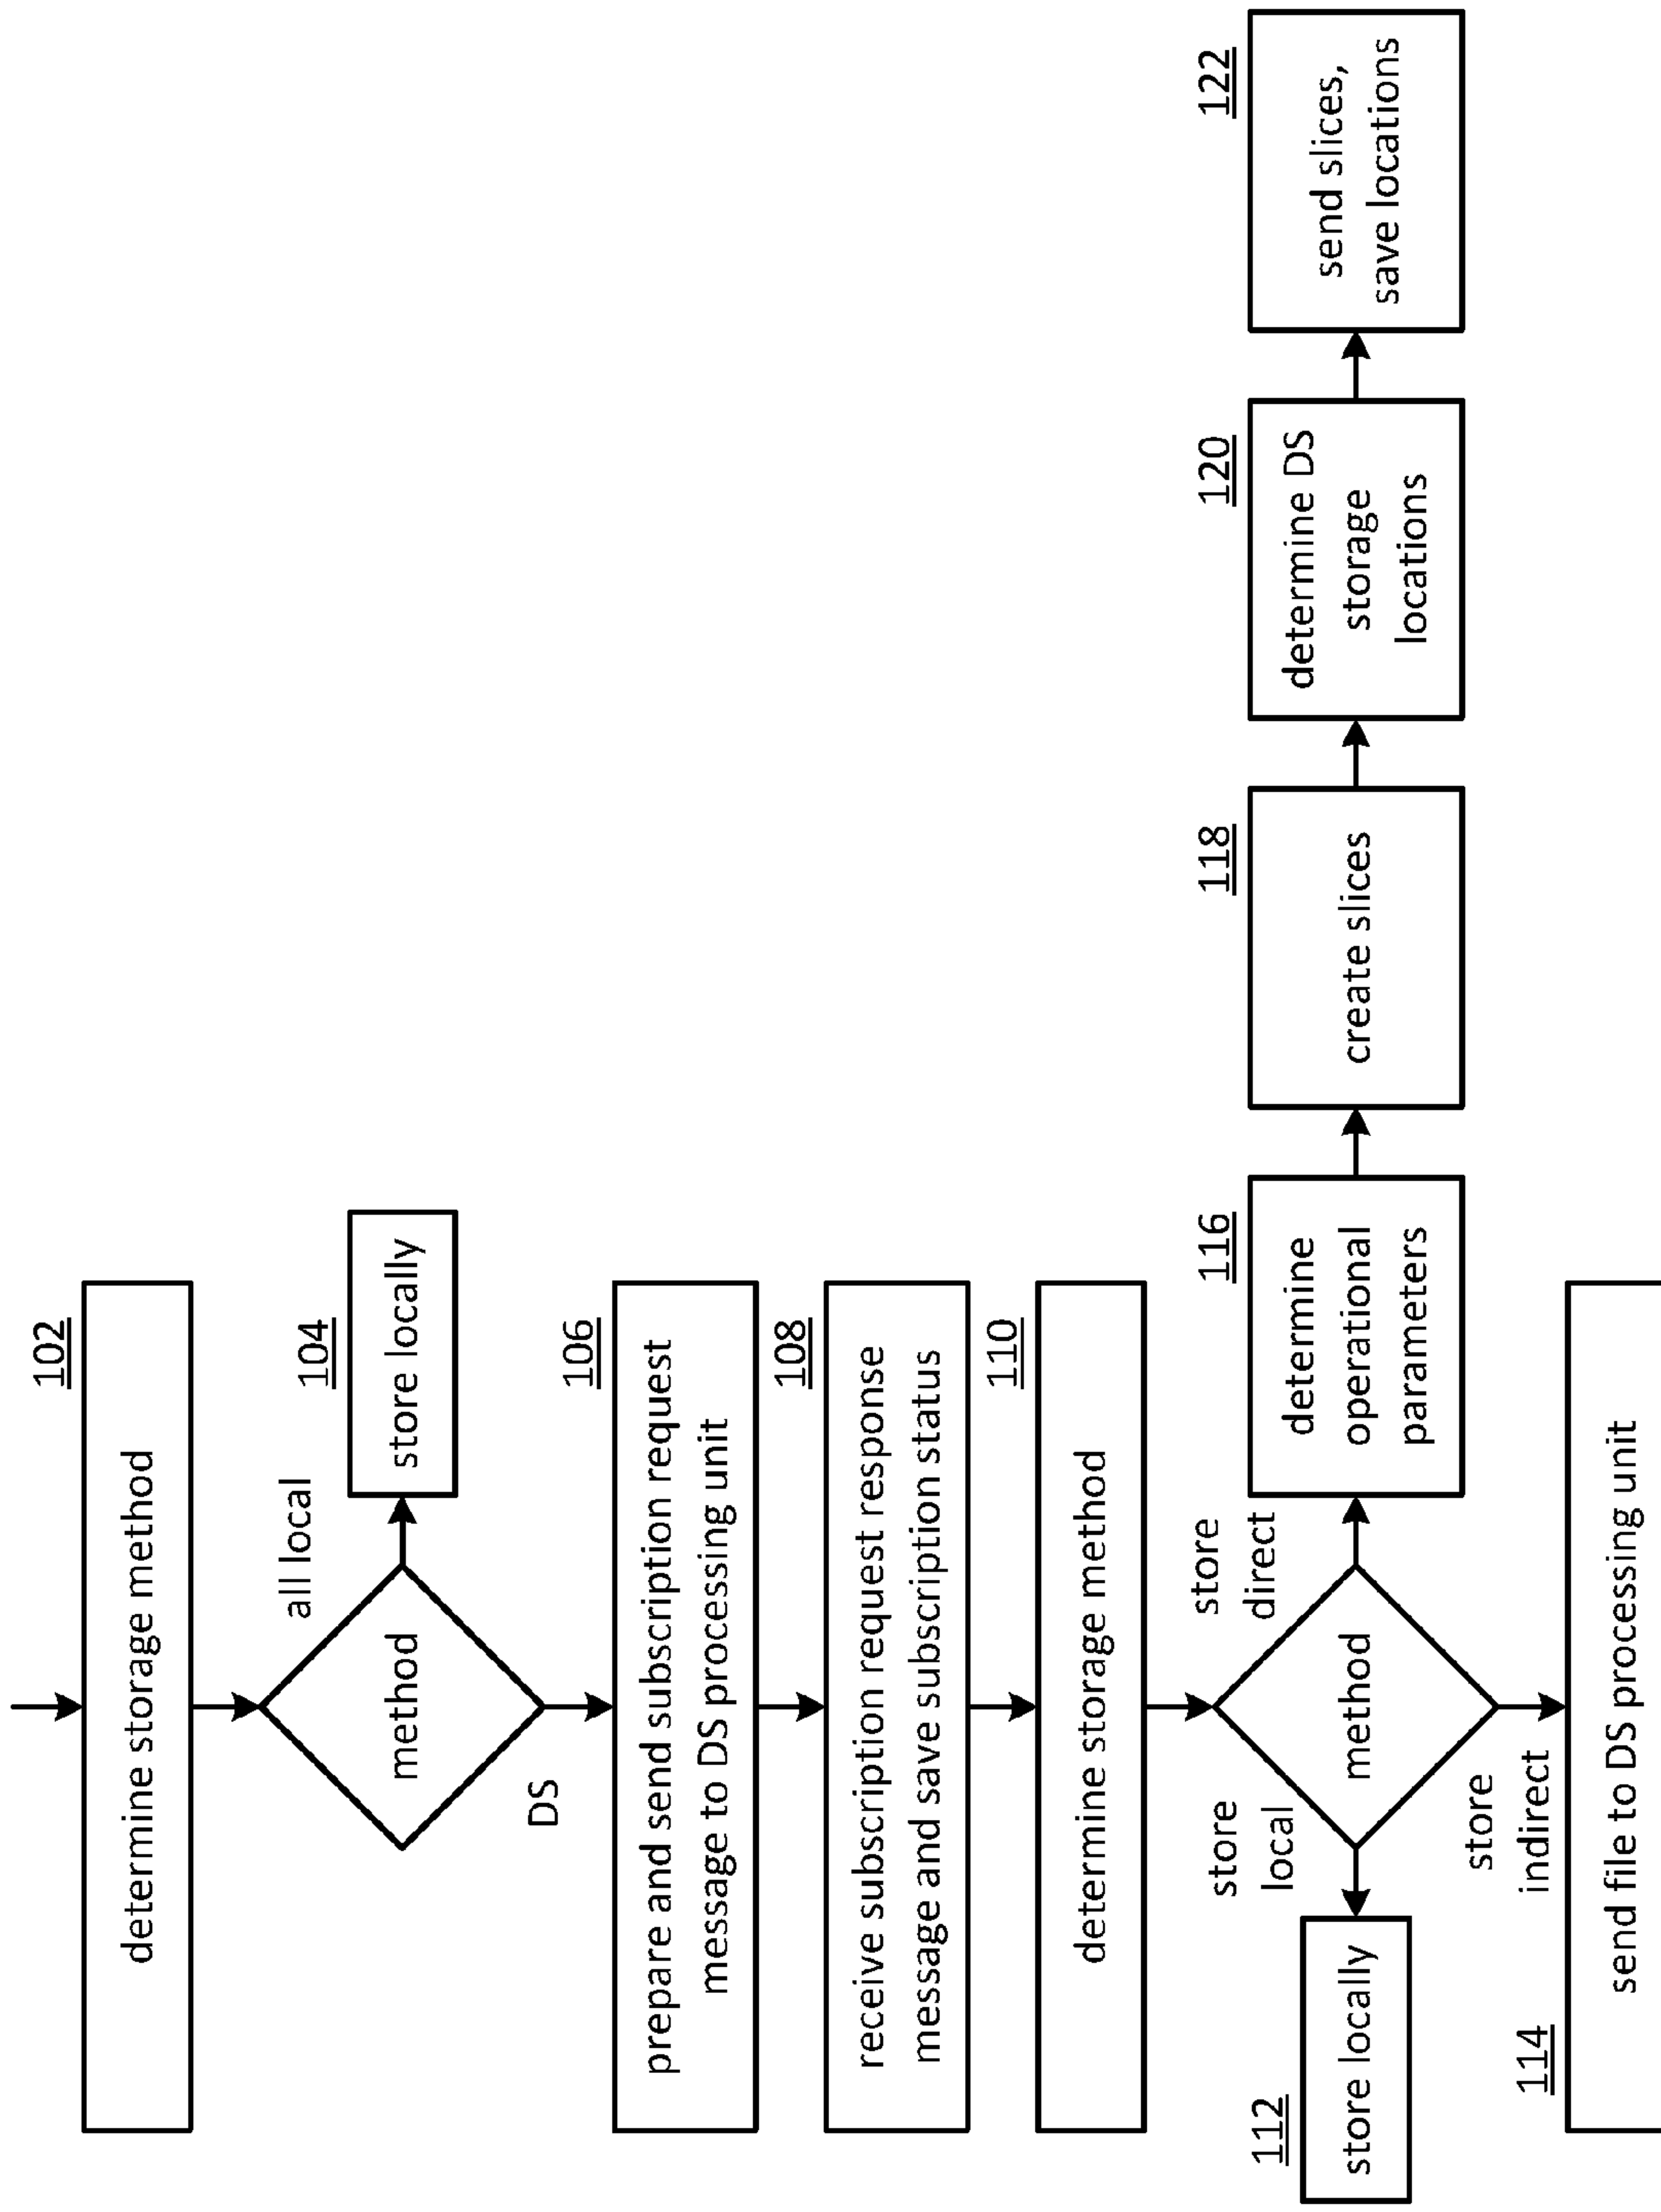 102
determine storage method
method
all local
104
store locally
DS
106
prepare and send subscription request
message to DS processing unit
108
receive subscription request response
message and save subscription status
110
determine storage method
method
store
local
112
store locally
store
direct
116
determine
operational
parameters
118
create slices
120
determine DS
storage
locations
122
send slices,
save locations
store
indirect
114
send file to DS processing unit